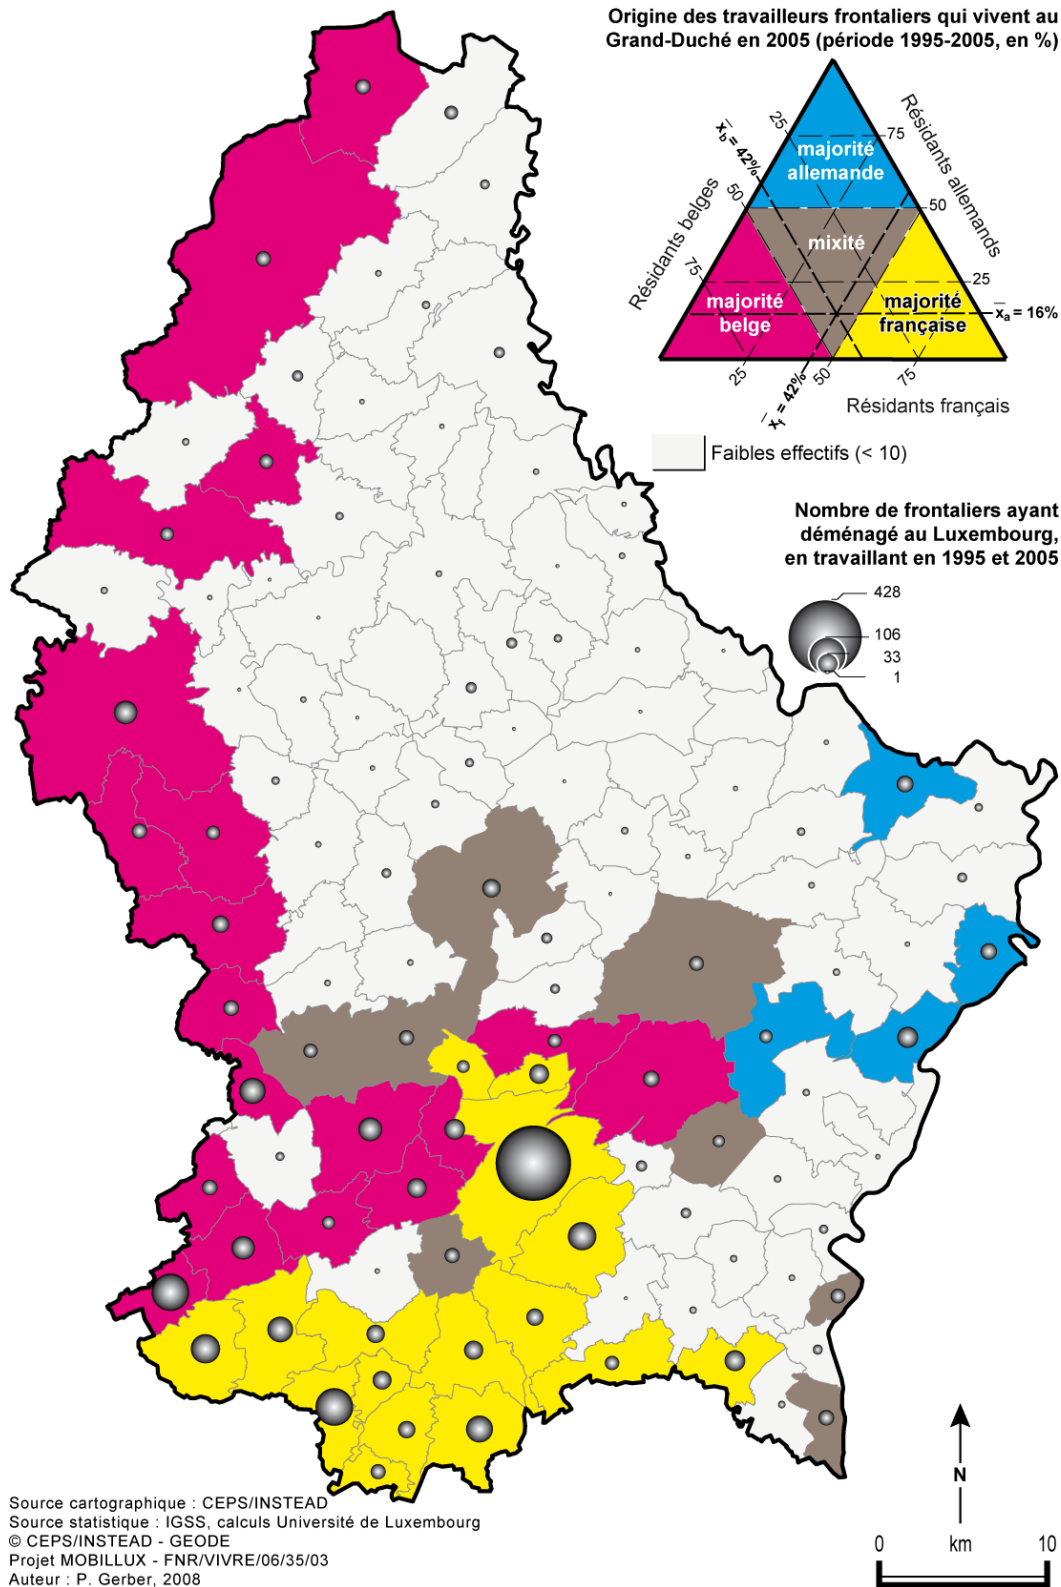 Origine des travailleurs frontaliers qui vivent au
Grand-Duché en 2005 (période 1995-2005, en %)
x̄b = 42%
25
75
Résidants belges
Résidants allemands
majorité
allemande
50
50
mixité
75
25
majorité
belge
majorité
française
x̄a = 16%
25
50
75
x̄f = 42%
Résidants français
Faibles effectifs (< 10)
Nombre de frontaliers ayant
déménagé au Luxembourg,
en travaillant en 1995 et 2005
428
106
33
1
N
0 km 10
Source cartographique : CEPS/INSTEAD
Source statistique : IGSS, calculs Université de Luxembourg
© CEPS/INSTEAD - GEODE
Projet MOBILLUX - FNR/VIVRE/06/35/03
Auteur : P. Gerber, 2008